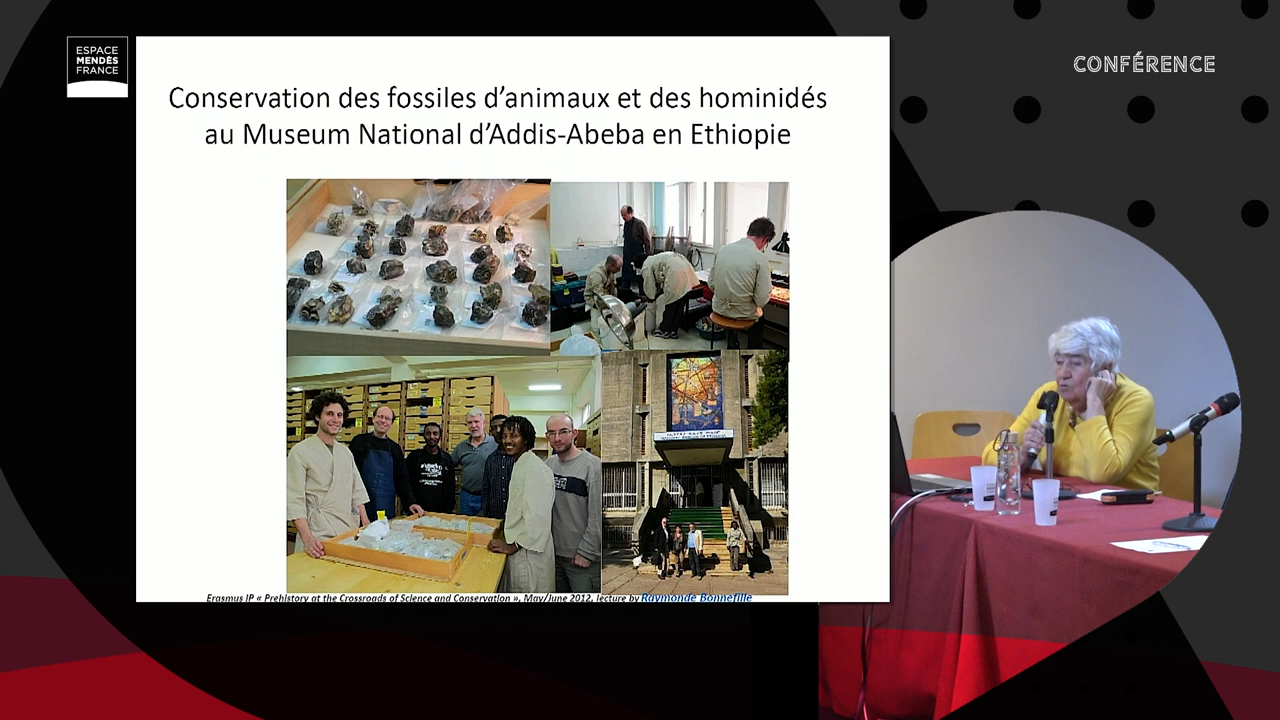 ESPACE
MENDÈS
FRANCE
CONFÉRENCE
Conservation des fossiles d’animaux et des hominidés
au Museum National d’Addis-Abeba en Ethiopie
Erasmus IP « Prehistory at the Crossroads of Science and Conservation », May/June 2012, lecture by Raymonde Bonnefille